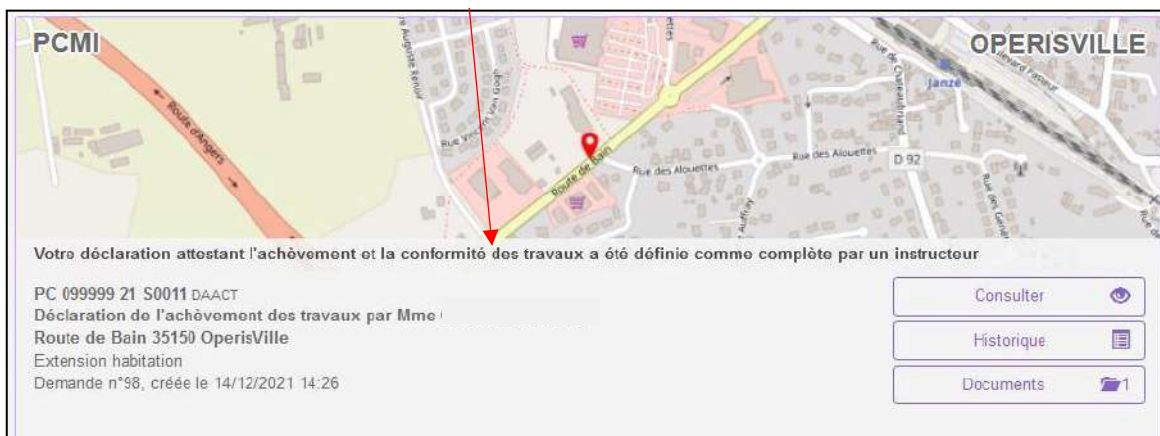 PCMI
OPERISVILLE
Janzé
Route d'Angers
Rue des Alouettes
Rue des Alouettes
D 92
Route de Bain
Votre déclaration attestant l'achèvement et la conformité des travaux a été définie comme complète par un instructeur
PC 099999 21 S0011 DAACT
Déclaration de l'achèvement des travaux par Mme
Route de Bain 35150 OperisVille
Extension habitation
Demande n°98, créée le 14/12/2021 14:26
Consulter
Historique
Documents 1